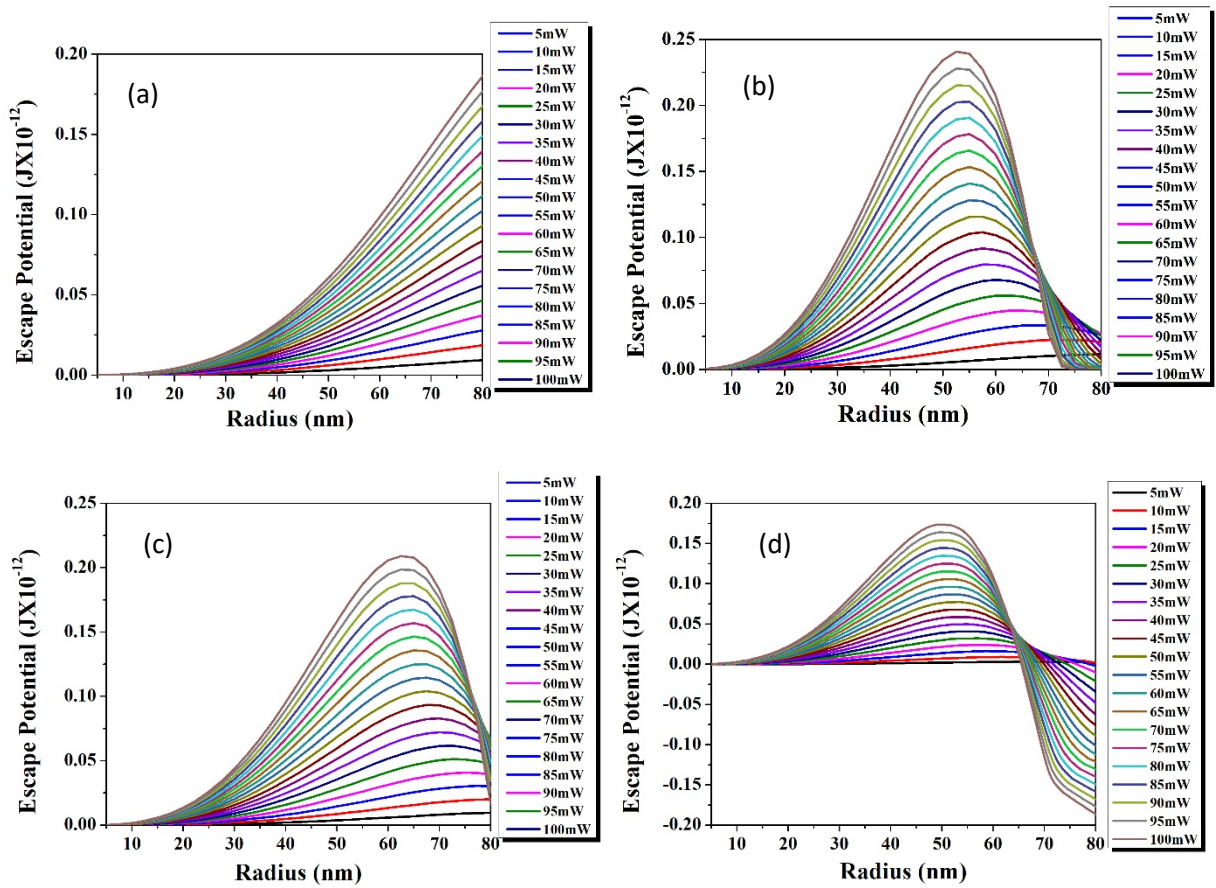 (a)
Escape Potential (JX10-12)
0.20
0.15
0.10
0.05
0.00
10 20 30 40 50 60 70 80
Radius (nm)
5mW
10mW
15mW
20mW
25mW
30mW
35mW
40mW
45mW
50mW
55mW
60mW
65mW
70mW
75mW
80mW
85mW
90mW
95mW
100mW
(b)
Escape Potential (JX10-12)
0.25
0.20
0.15
0.10
0.05
0.00
10 20 30 40 50 60 70 80
Radius (nm)
5mW
10mW
15mW
20mW
25mW
30mW
35mW
40mW
45mW
50mW
55mW
60mW
65mW
70mW
75mW
80mW
85mW
90mW
95mW
100mW
(c)
Escape Potential (JX10-12)
0.25
0.20
0.15
0.10
0.05
0.00
10 20 30 40 50 60 70 80
Radius (nm)
5mW
10mW
15mW
20mW
25mW
30mW
35mW
40mW
45mW
50mW
55mW
60mW
65mW
70mW
75mW
80mW
85mW
90mW
95mW
100mW
(d)
Escape Potential (JX10-12)
0.20
0.15
0.10
0.05
0.00
-0.05
-0.10
-0.15
-0.20
10 20 30 40 50 60 70 80
Radius (nm)
5mW
10mW
15mW
20mW
25mW
30mW
35mW
40mW
45mW
50mW
55mW
60mW
65mW
70mW
75mW
80mW
85mW
90mW
95mW
100mW